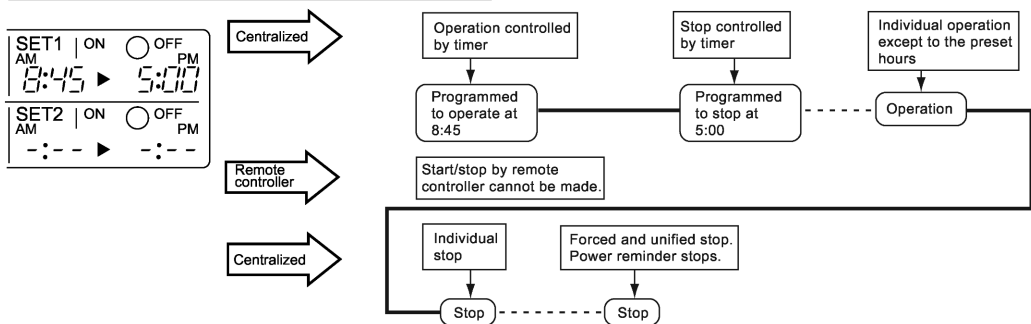 SET1 | ON ◯ OFF
AM PM
8:45 ▶ 5:00
SET2 | ON ◯ OFF
AM PM
-:-- ▶ -:--
Centralized
Operation controlled
by timer
Stop controlled
by timer
Individual operation
except to the preset
hours
Programmed
to operate at
8:45
Programmed
to stop at
5:00
Operation
Remote
controller
Start/stop by remote
controller cannot be made.
Centralized
Individual
stop
Forced and unified stop.
Power reminder stops.
Stop
Stop